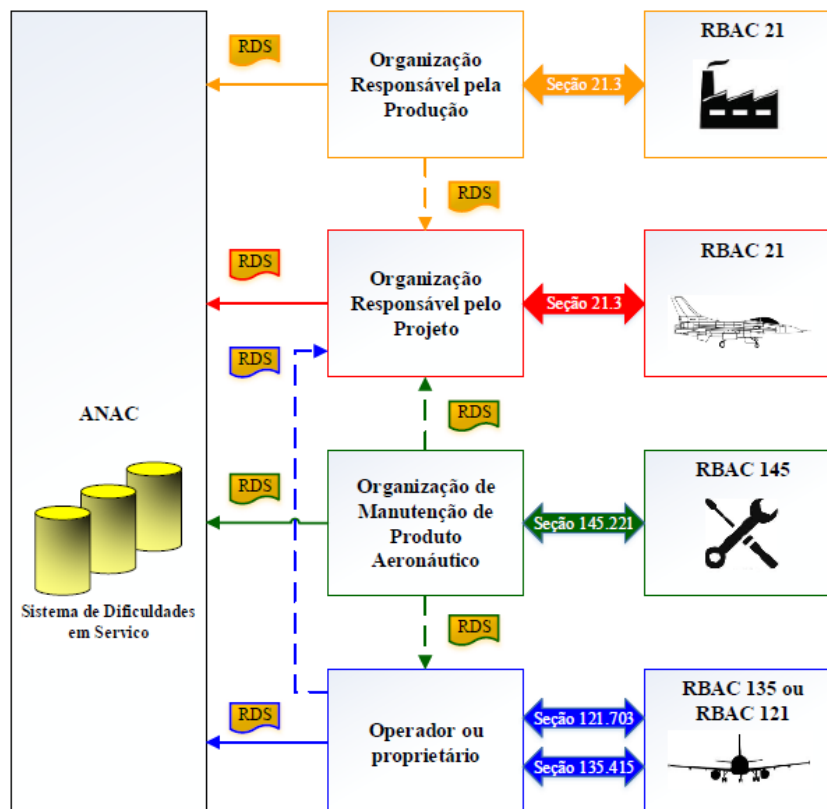 RDS
Organização
Responsável pela
Produção
Seção 21.3
RBAC 21
RDS
RDS
Organização
Responsável pelo
Projeto
Seção 21.3
RBAC 21
RDS
ANAC
Sistema de Dificuldades
em Servico
RDS
RDS
Organização de
Manutenção de
Produto
Aeronáutico
Seção 145.221
RBAC 145
RDS
RDS
Operador ou
proprietário
Seção 121.703
Seção 135.415
RBAC 135 ou
RBAC 121